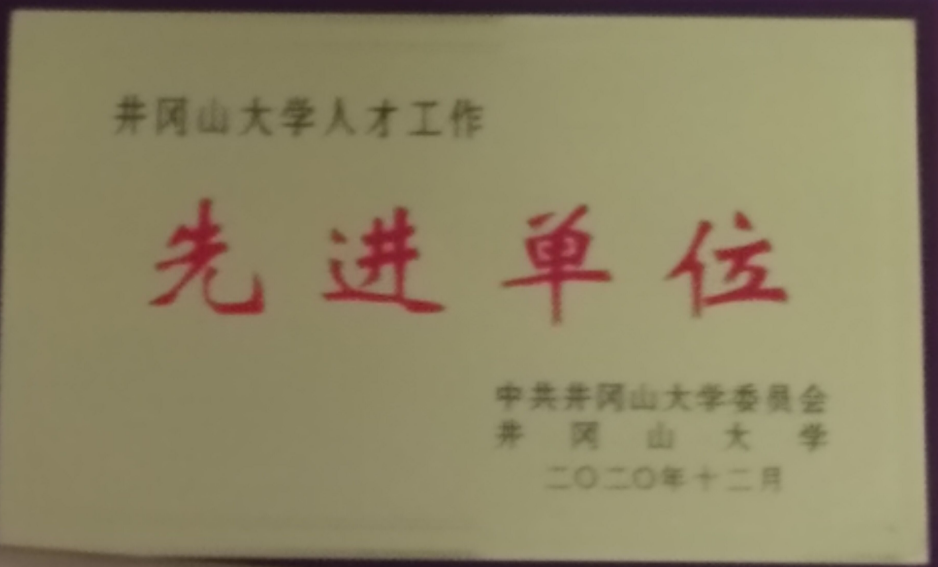 井冈山大学人才工作
先进单位
中共井冈山大学委员会
井冈山大学
二〇二〇年十二月